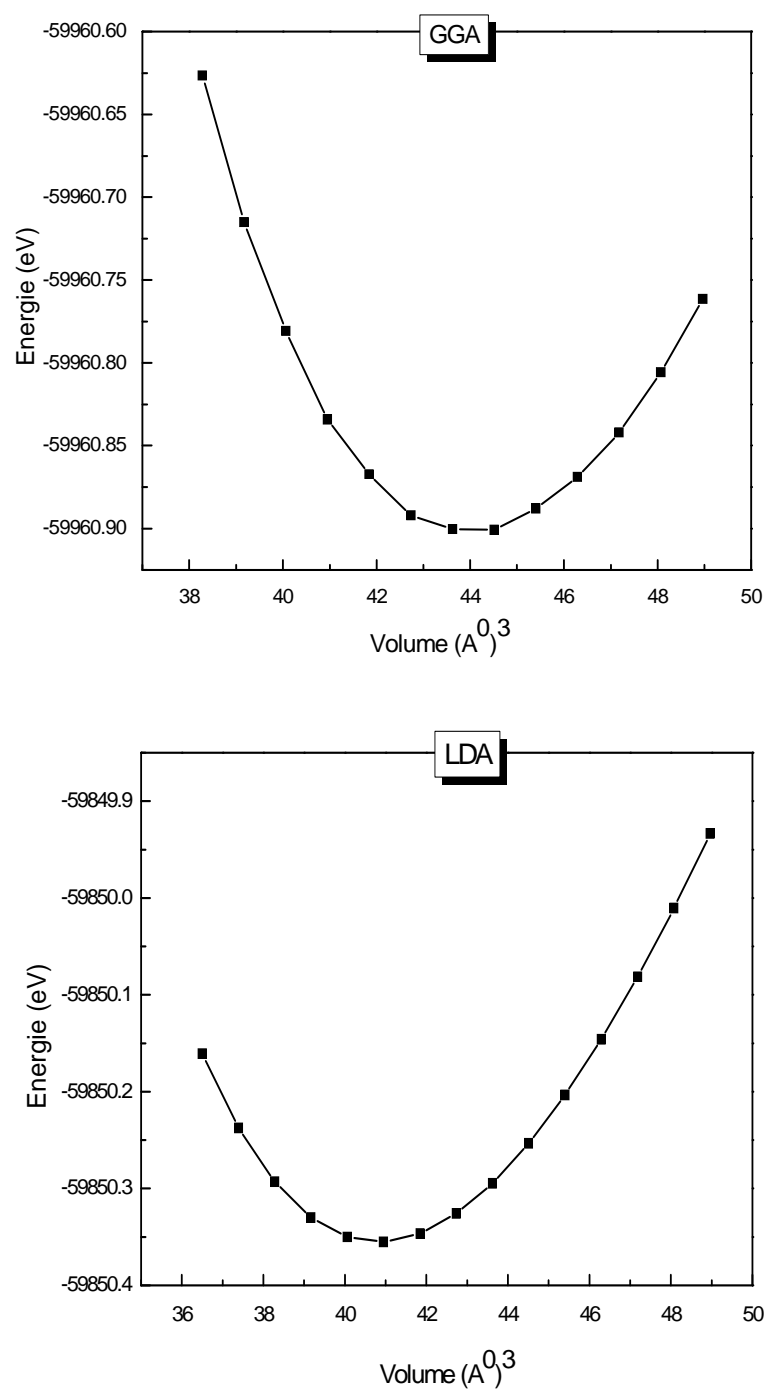 GGA
-59960.60
-59960.65
-59960.70
-59960.75
-59960.80
-59960.85
-59960.90
Energie (eV)
38 40 42 44 46 48 50
Volume (A⁰)³
LDA
-59849.9
-59850.0
-59850.1
-59850.2
-59850.3
-59850.4
Energie (eV)
36 38 40 42 44 46 48 50
Volume (A⁰)³